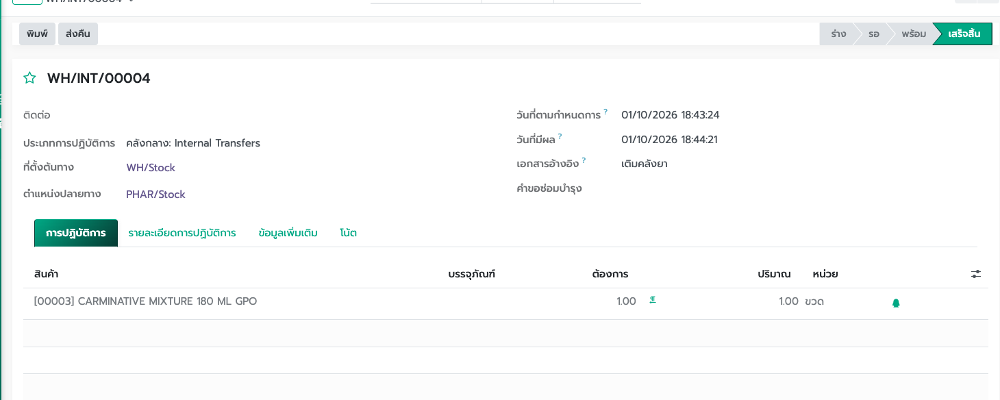 WH/INT/00004
พิมพ์ ส่งคืน ร่าง รอ พร้อม เสร็จสิ้น
WH/INT/00004
ติดต่อ
วันที่ตามกำหนดการ ? 01/10/2026 18:43:24
ประเภทการปฏิบัติการ คลังกลาง: Internal Transfers
วันที่มีผล ? 01/10/2026 18:44:21
ที่ตั้งต้นทาง WH/Stock
เอกสารอ้างอิง ? เติมคลังยา
ตำแหน่งปลายทาง PHAR/Stock
คำขอซ่อมบำรุง
การปฏิบัติการ รายละเอียดการปฏิบัติการ ข้อมูลเพิ่มเติม โน้ต
สินค้า บรรจุภัณฑ์ ต้องการ ปริมาณ หน่วย
[00003] CARMINATIVE MIXTURE 180 ML GPO 1.00 1.00 ขวด